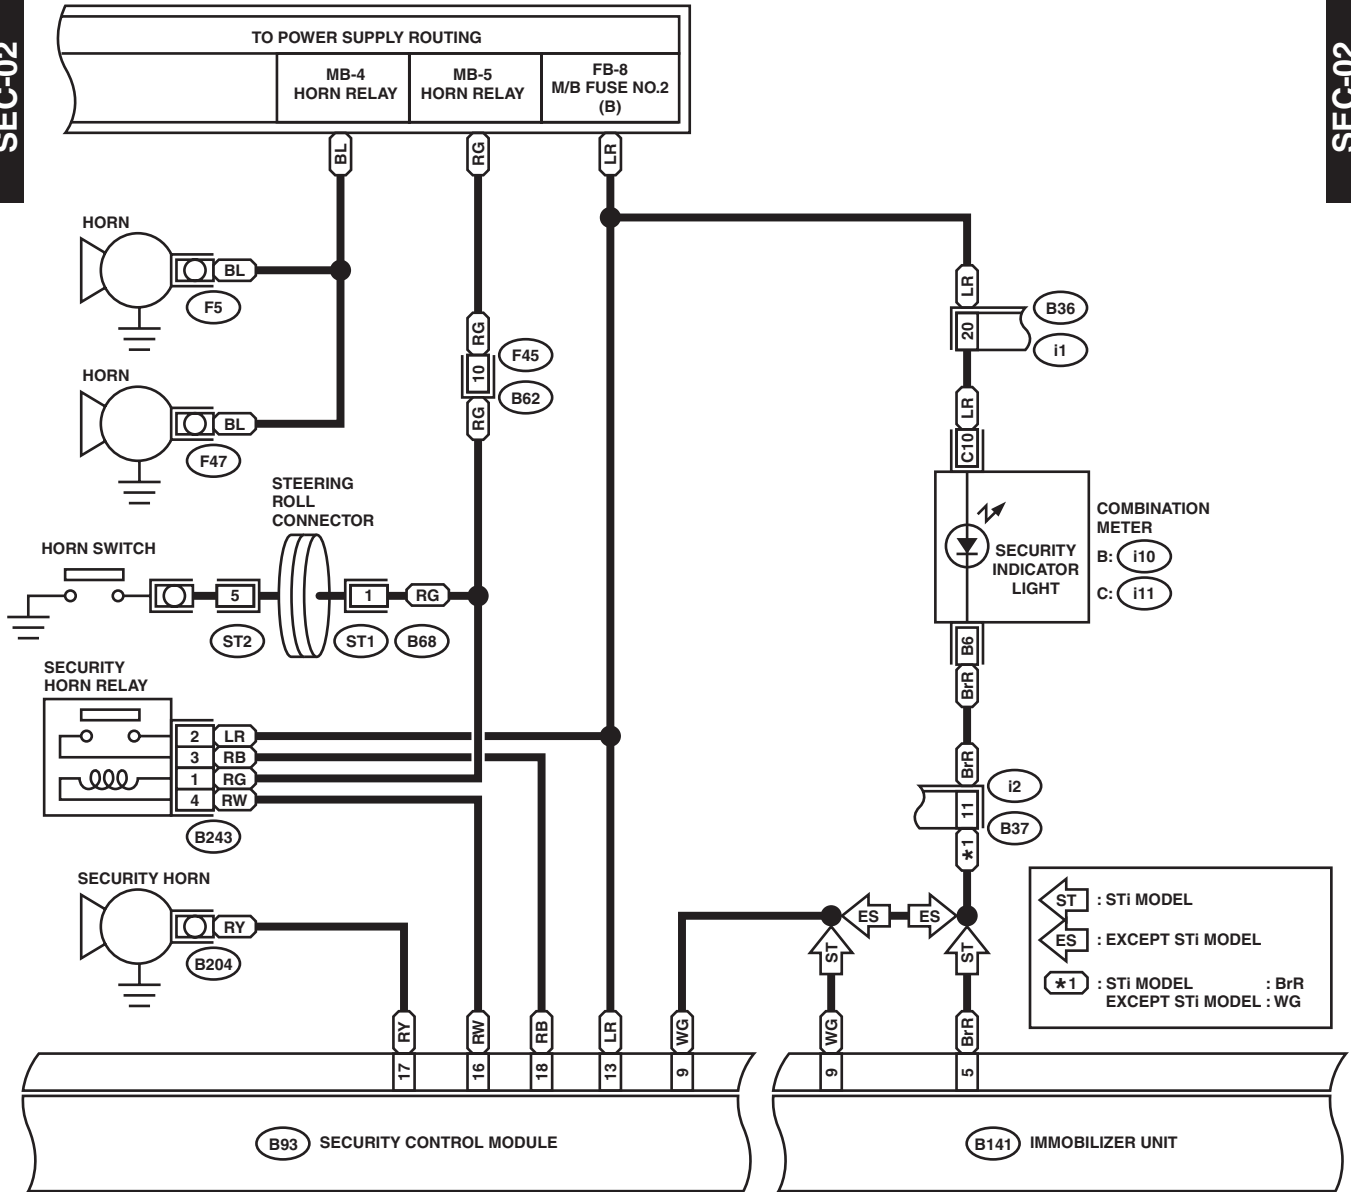 SEC-02
SEC-02
TO POWER SUPPLY ROUTING
MB-4
HORN RELAY
MB-5
HORN RELAY
FB-8
M/B FUSE NO.2
(B)
BL
RG
LR
HORN
BL
F5
HORN
BL
F47
RG
10
RG
F45
B62
LR
20
B36
i1
LR
C10
STEERING
ROLL
CONNECTOR
HORN SWITCH
5
1
RG
ST2
ST1
B68
SECURITY
INDICATOR
LIGHT
COMBINATION
METER
B: i10
C: i11
B6
BrR
SECURITY
HORN RELAY
2 LR
3 RB
1 RG
4 RW
B243
BrR
11
*1
i2
B37
SECURITY HORN
RY
B204
ES
ES
ST
ST
ST : STi MODEL
ES : EXCEPT STi MODEL
*1 : STi MODEL : BrR
EXCEPT STi MODEL : WG
RY
RW
RB
LR
WG
WG
BrR
17
16
18
13
9
9
5
B93 SECURITY CONTROL MODULE
B141 IMMOBILIZER UNIT